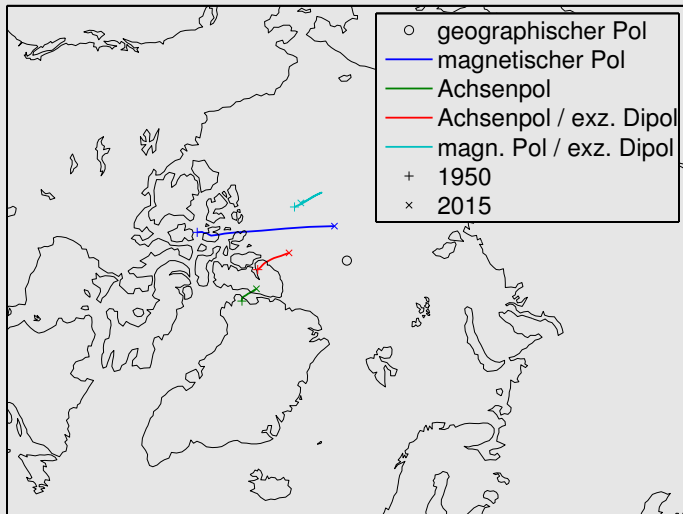 geographischer Pol
magnetischer Pol
Achsenpol
Achsenpol / exz. Dipol
magn. Pol / exz. Dipol
1950
2015